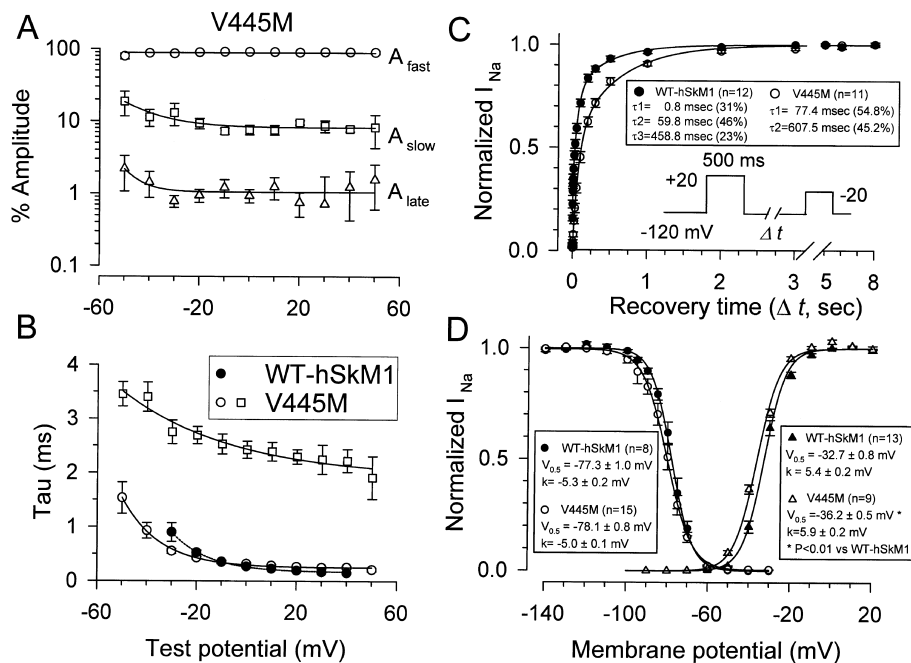 A
V445M
100
10
1
0.1
% Amplitude
A fast
A slow
A late
-60
-40
-20
0
20
40
60
B
4
3
2
1
0
Tau (ms)
WT-hSkM1
V445M
-60
-40
-20
0
20
40
60
Test potential (mV)
C
1.0
0.5
0.0
Normalized I Na
WT-hSkM1 (n=12)
τ1= 0.8 msec (31%)
τ2= 59.8 msec (46%)
τ3=458.8 msec (23%)
V445M (n=11)
τ1= 77.4 msec (54.8%)
τ2=607.5 msec (45.2%)
500 ms
+20
-20
-120 mV
Δ t
0
1
2
3
5
8
Recovery time (Δ t, sec)
D
1.0
0.5
0.0
Normalized I Na
WT-hSkM1 (n=8)
V0.5 = -77.3 ± 1.0 mV
k= -5.3 ± 0.2 mV
V445M (n=15)
V0.5 = -78.1 ± 0.8 mV
k= -5.0 ± 0.1 mV
WT-hSkM1 (n=13)
V0.5 = -32.7 ± 0.8 mV
k = 5.4 ± 0.2 mV
V445M (n=9)
V0.5 =-36.2 ± 0.5 mV *
k=5.9 ± 0.2 mV
* P<0.01 vs WT-hSkM1
-140
-100
-60
-20
20
Membrane potential (mV)